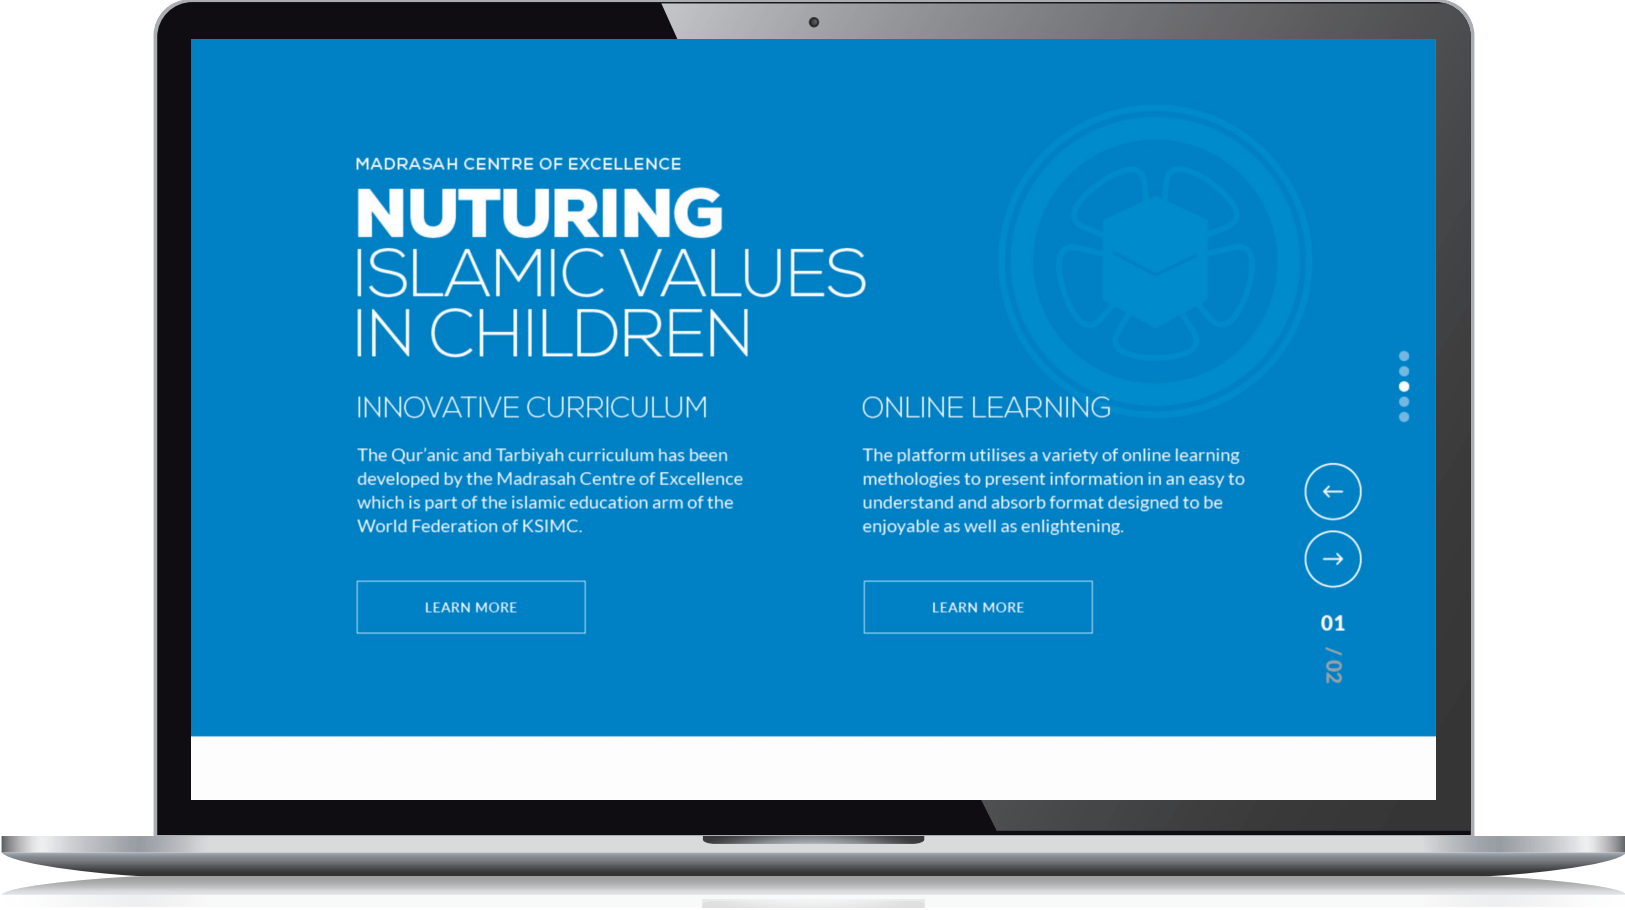 MADRASAH CENTRE OF EXCELLENCE
NUTURING
ISLAMIC VALUES
IN CHILDREN
INNOVATIVE CURRICULUM
The Qur'anic and Tarbiyah curriculum has been
developed by the Madrasah Centre of Excellence
which is part of the islamic education arm of the
World Federation of KSIMC.
LEARN MORE
ONLINE LEARNING
The platform utilises a variety of online learning
methologies to present information in an easy to
understand and absorb format designed to be
enjoyable as well as enlightening.
LEARN MORE
01
/ 02